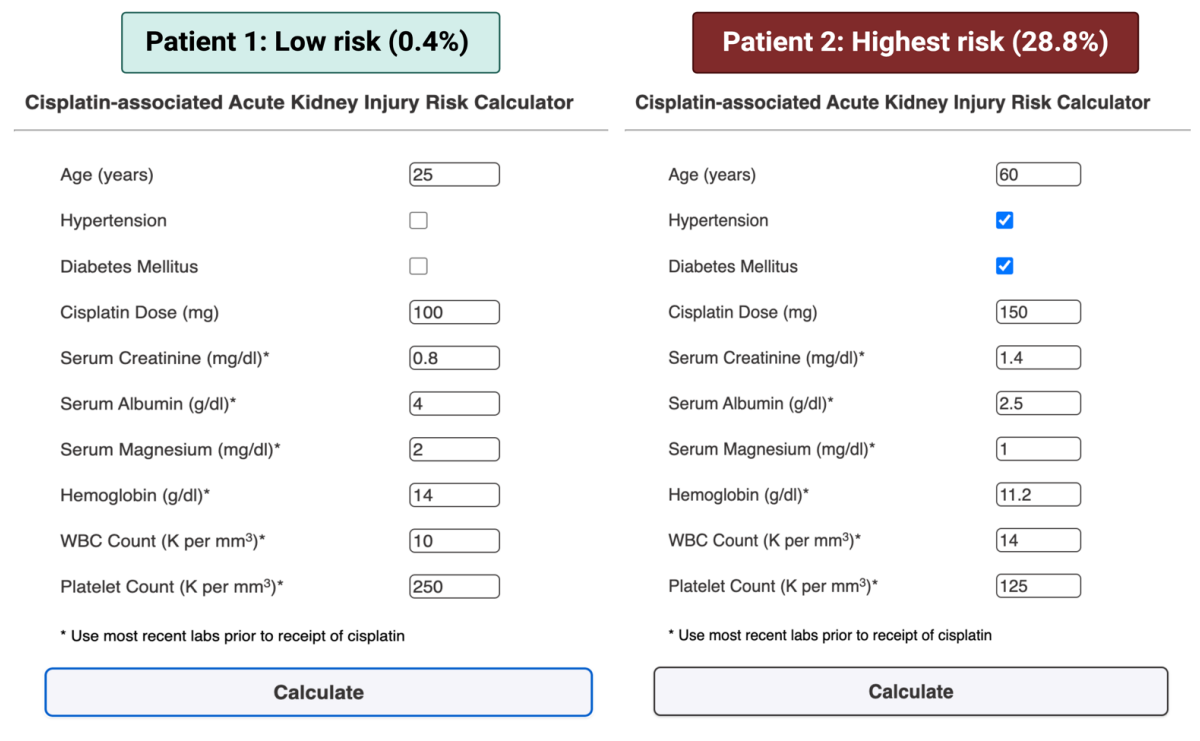 Patient 1: Low risk (0.4%)
Cisplatin-associated Acute Kidney Injury Risk Calculator
Age (years) 25
Hypertension
Diabetes Mellitus
Cisplatin Dose (mg) 100
Serum Creatinine (mg/dl)* 0.8
Serum Albumin (g/dl)* 4
Serum Magnesium (mg/dl)* 2
Hemoglobin (g/dl)* 14
WBC Count (K per mm³)* 10
Platelet Count (K per mm³)* 250
* Use most recent labs prior to receipt of cisplatin
Calculate
Patient 2: Highest risk (28.8%)
Cisplatin-associated Acute Kidney Injury Risk Calculator
Age (years) 60
Hypertension
Diabetes Mellitus
Cisplatin Dose (mg) 150
Serum Creatinine (mg/dl)* 1.4
Serum Albumin (g/dl)* 2.5
Serum Magnesium (mg/dl)* 1
Hemoglobin (g/dl)* 11.2
WBC Count (K per mm³)* 14
Platelet Count (K per mm³)* 125
* Use most recent labs prior to receipt of cisplatin
Calculate